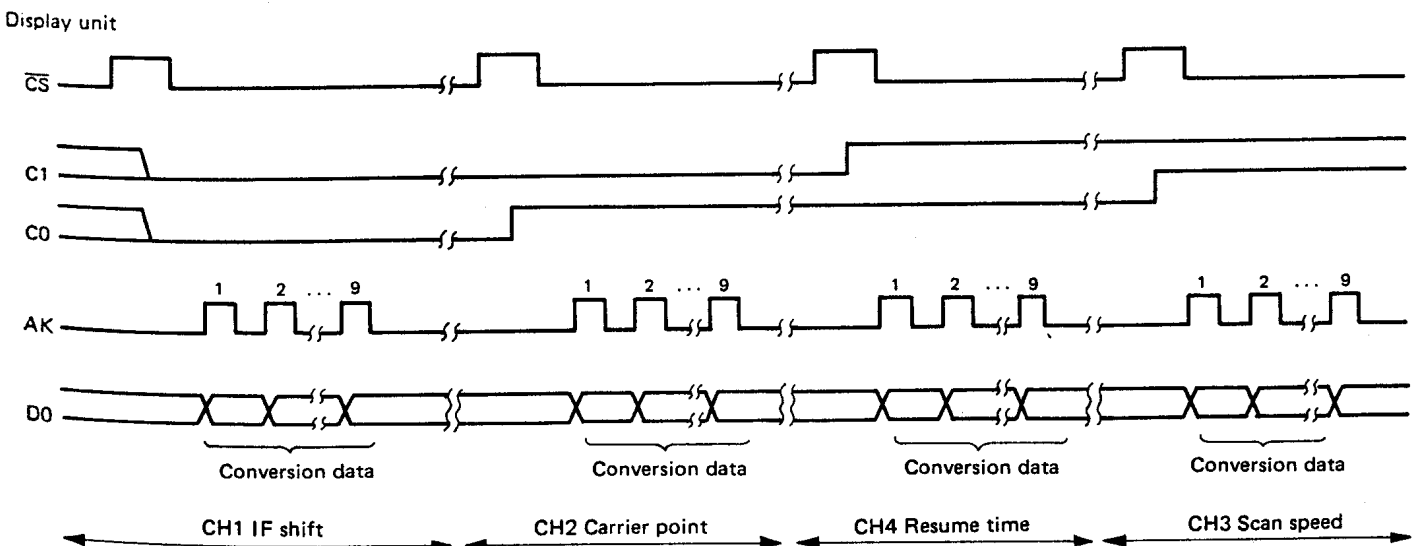 Display unit
CS
C1
C0
1 2 ... 9 1 2 ... 9 1 2 ... 9 1 2 ... 9
AK
D0
Conversion data Conversion data Conversion data Conversion data
CH1 IF shift CH2 Carrier point CH4 Resume time CH3 Scan speed